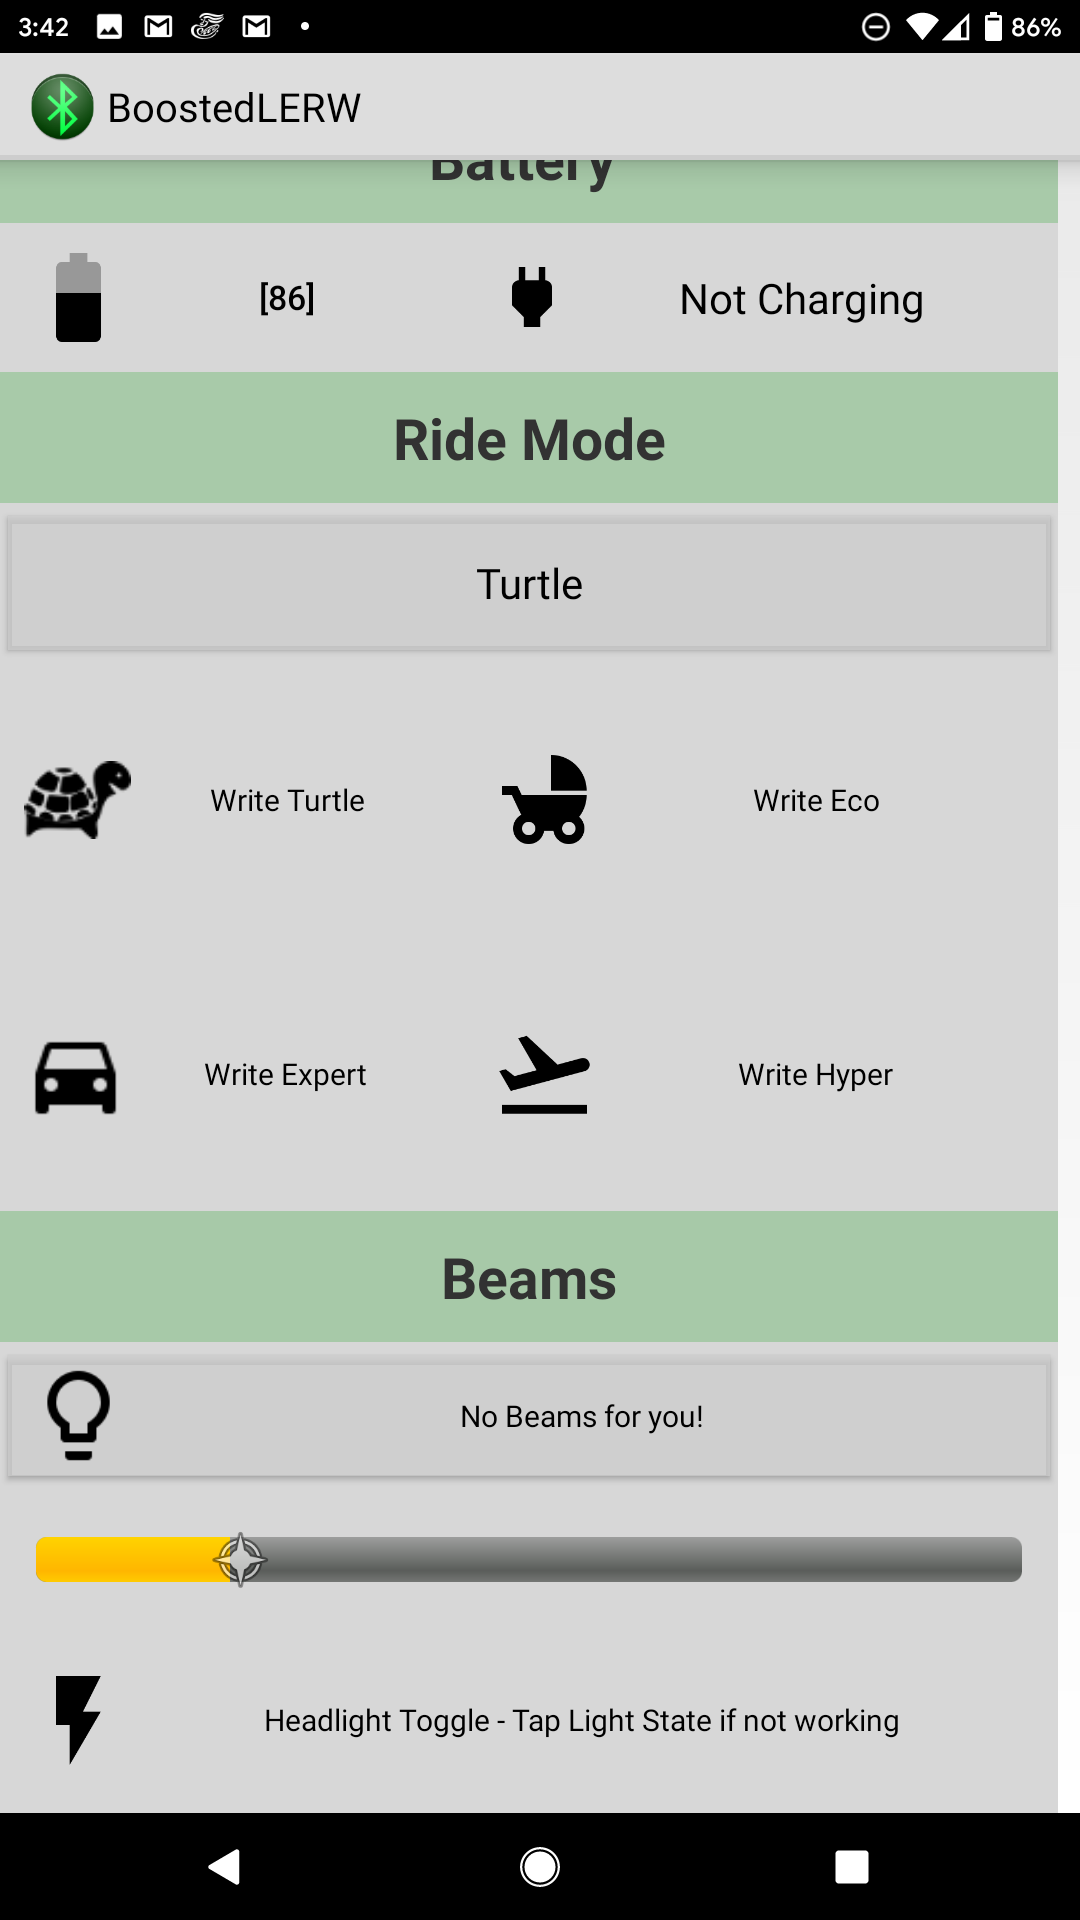 3:42
86%
BoostedLERW
Battery
[86]
Not Charging
Ride Mode
Turtle
Write Turtle
Write Eco
Write Expert
Write Hyper
Beams
No Beams for you!
Headlight Toggle - Tap Light State if not working